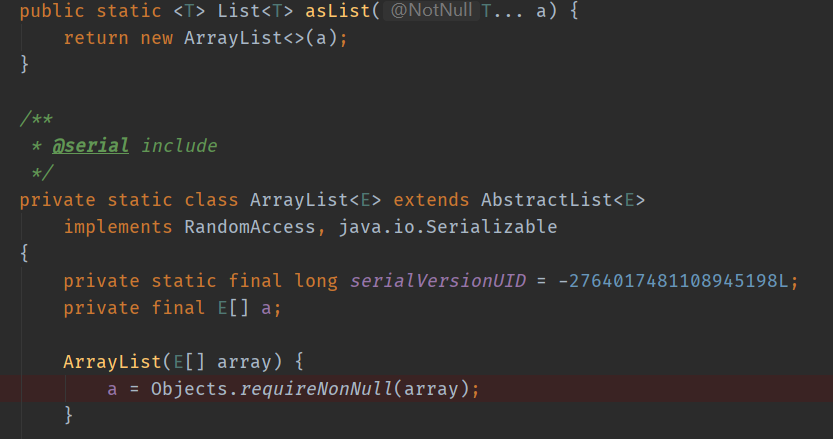 public static <T> List<T> asList( @NotNull T... a) {
    return new ArrayList<>(a);
}
/**
 * @serial include
 */
private static class ArrayList<E> extends AbstractList<E>
    implements RandomAccess, java.io.Serializable
{
    private static final long serialVersionUID = -2764017481108945198L;
    private final E[] a;
    ArrayList(E[] array) {
        a = Objects.requireNonNull(array);
    }